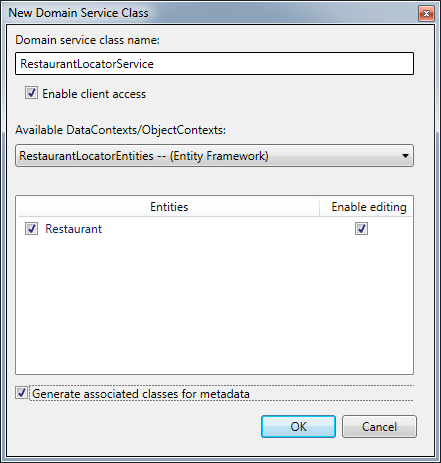 New Domain Service Class
Domain service class name:
RestaurantLocatorService
Enable client access
Available DataContexts/ObjectContexts:
RestaurantLocatorEntities -- (Entity Framework)
Entities Enable editing
Restaurant
Generate associated classes for metadata
OK Cancel